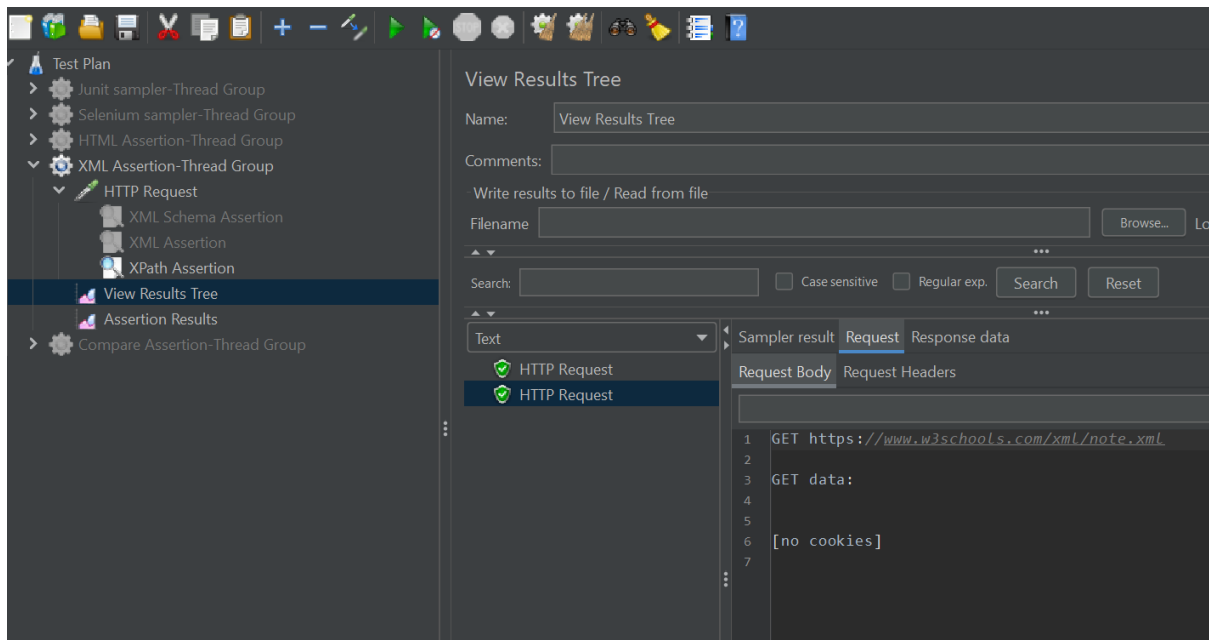 STOP
Test Plan
Junit sampler-Thread Group
Selenium sampler-Thread Group
HTML Assertion-Thread Group
XML Assertion-Thread Group
HTTP Request
XML Schema Assertion
XML Assertion
XPath Assertion
View Results Tree
Assertion Results
Compare Assertion-Thread Group
View Results Tree
Name: View Results Tree
Comments:
Write results to file / Read from file
Filename Browse... Lo
Search: Case sensitive Regular exp. Search Reset
Text
HTTP Request
HTTP Request
Sampler result Request Response data
Request Body Request Headers
1 GET https://www.w3schools.com/xml/note.xml
2
3 GET data:
4
5
6 [no cookies]
7